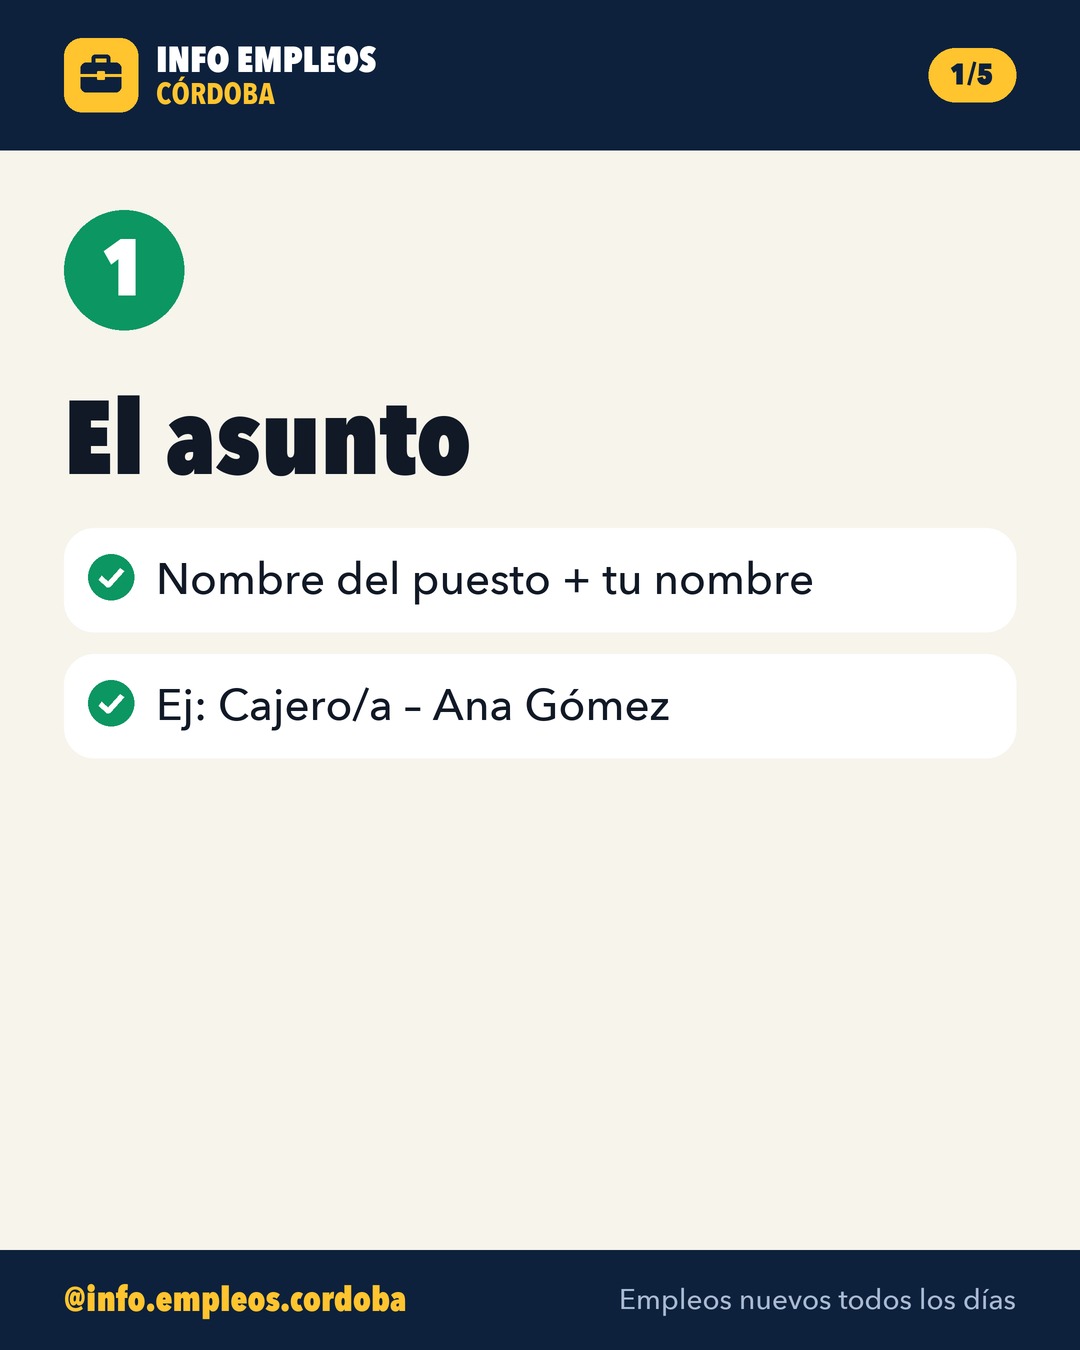 INFO EMPLEOS
CÓRDOBA
1/5
1
El asunto
Nombre del puesto + tu nombre
Ej: Cajero/a – Ana Gómez
@info.empleos.cordoba
Empleos nuevos todos los días